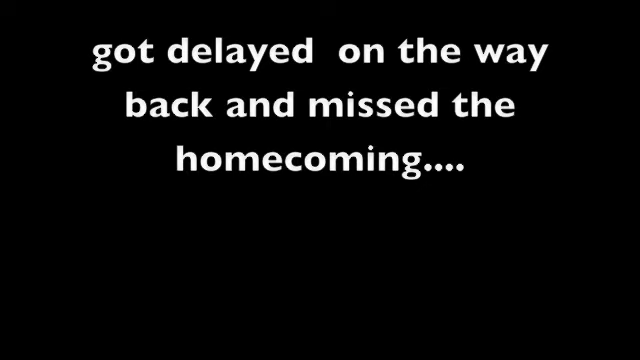 got delayed  on the way
back and missed the
homecoming....